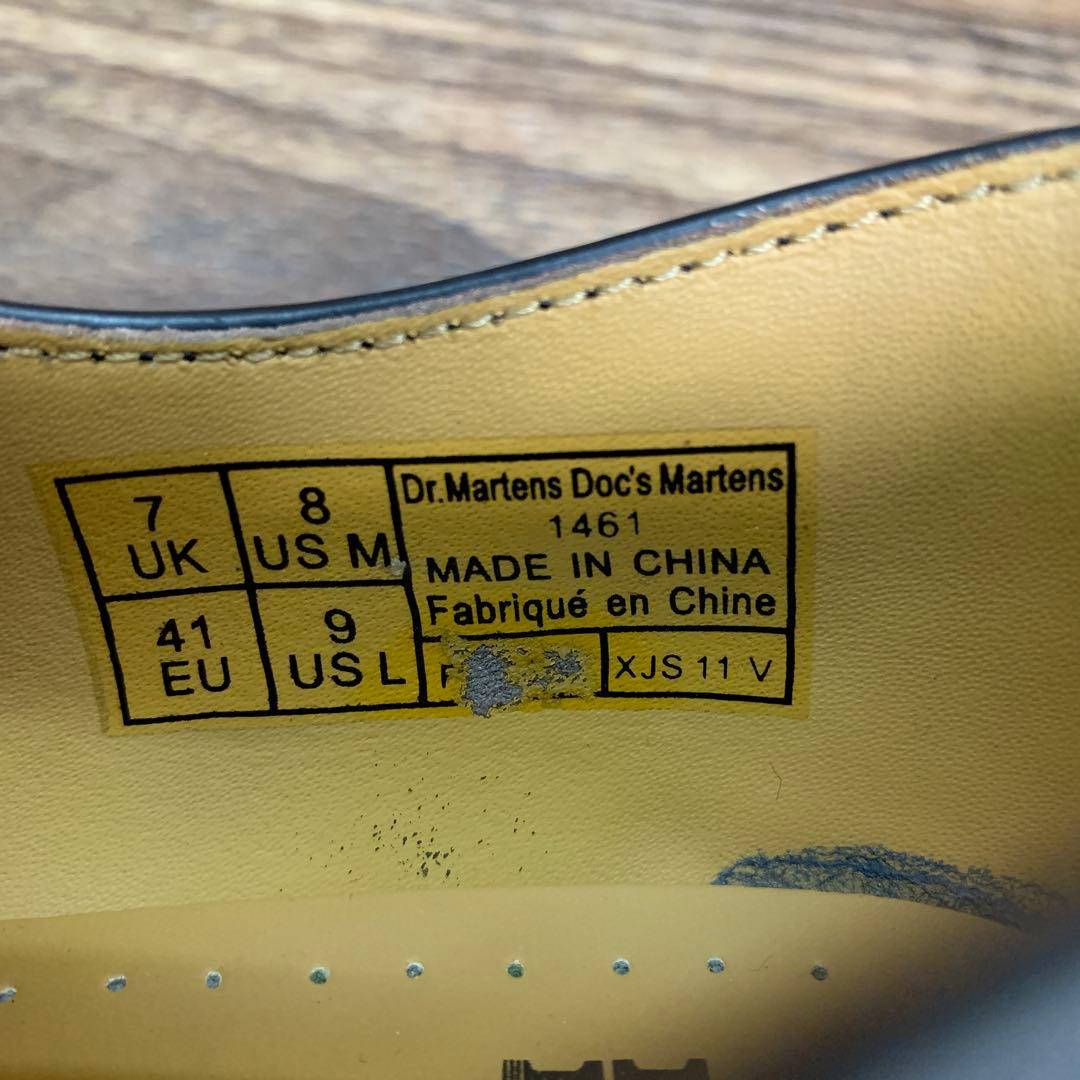 7
UK
8
US M
41
EU
9
US L
Dr.Martens Doc's Martens
1461
MADE IN CHINA
Fabriqué en Chine
XJS 11 V